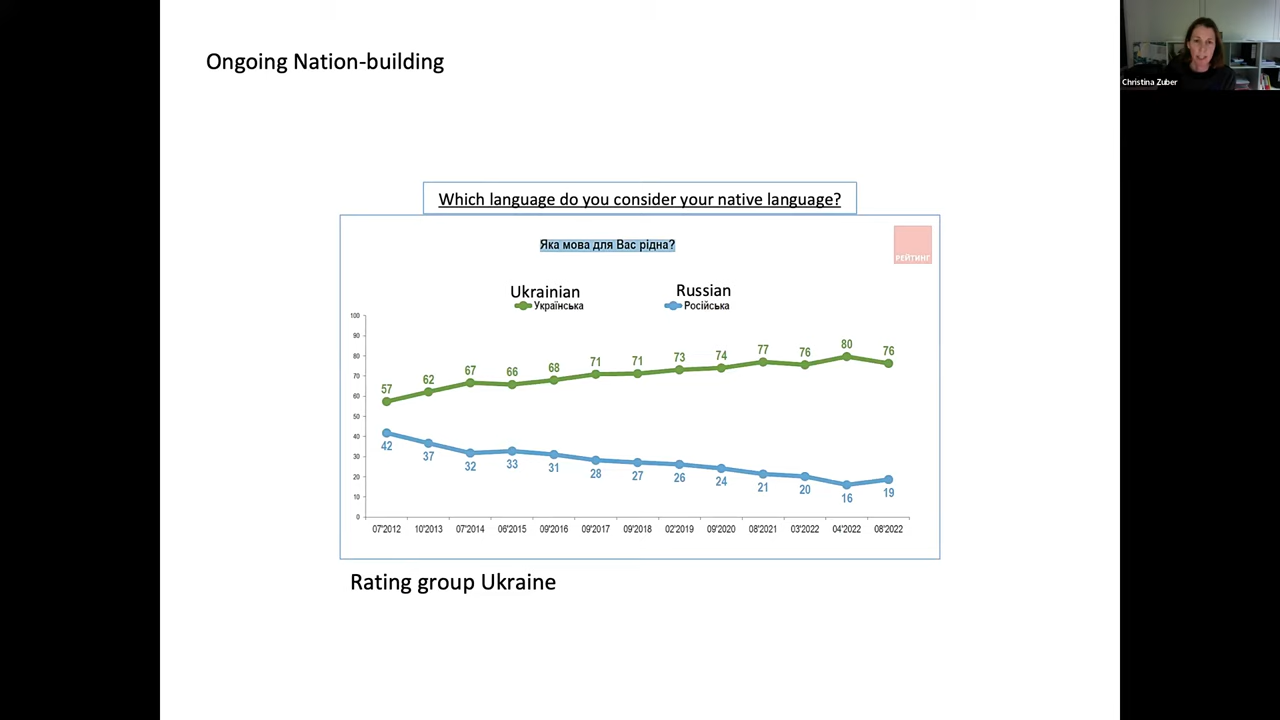 Ongoing Nation-building
Christina Zuber
Which language do you consider your native language?
Яка мова для Вас рідна?
РЕЙТИНГ
Ukrainian Russian
Українська Російська
100
90
80
70
60
50
40
30
20
10
0
57 62 67 66 68 71 71 73 74 77 76 80 76
42 37 32 33 31 28 27 26 24 21 20 16 19
07'2012 10'2013 07'2014 06'2015 09'2016 09'2017 09'2018 02'2019 09'2020 08'2021 03'2022 04'2022 08'2022
Rating group Ukraine